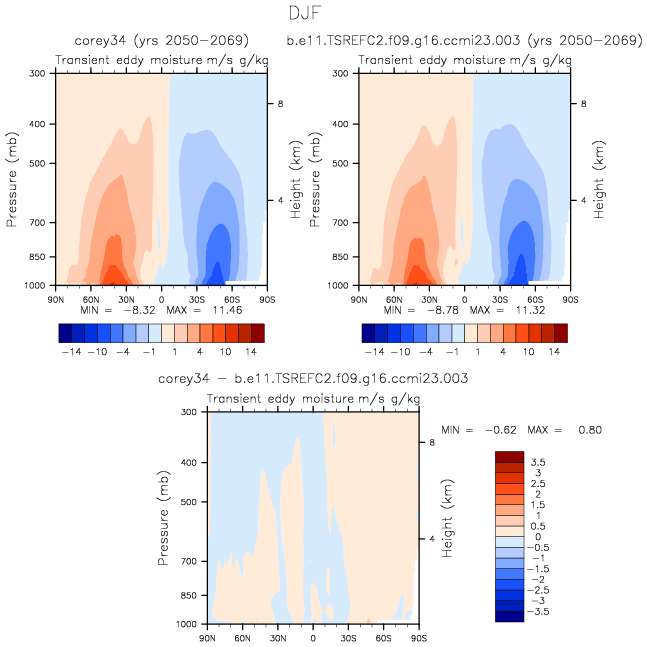 DJF
corey34 (yrs 2050-2069)
b.e11.TSREFC2.f09.g16.ccmi23.003 (yrs 2050-2069)
Transient eddy moisture m/s g/kg
Transient eddy moisture m/s g/kg
300
400
500
700
850
1000
Pressure (mb)
8
4
Height (km)
90N 60N 30N 0 30S 60S 90S
MIN = -8.32 MAX = 11.46
-14 -10 -4 -1 1 4 10 14
300
400
500
700
850
1000
Pressure (mb)
8
4
Height (km)
90N 60N 30N 0 30S 60S 90S
MIN = -8.78 MAX = 11.32
-14 -10 -4 -1 1 4 10 14
corey34 - b.e11.TSREFC2.f09.g16.ccmi23.003
Transient eddy moisture m/s g/kg
300
400
500
700
850
1000
Pressure (mb)
8
4
Height (km)
90N 60N 30N 0 30S 60S 90S
MIN = -0.62 MAX = 0.80
3.5
3
2.5
2
1.5
1
0.5
0
-0.5
-1
-1.5
-2
-2.5
-3
-3.5